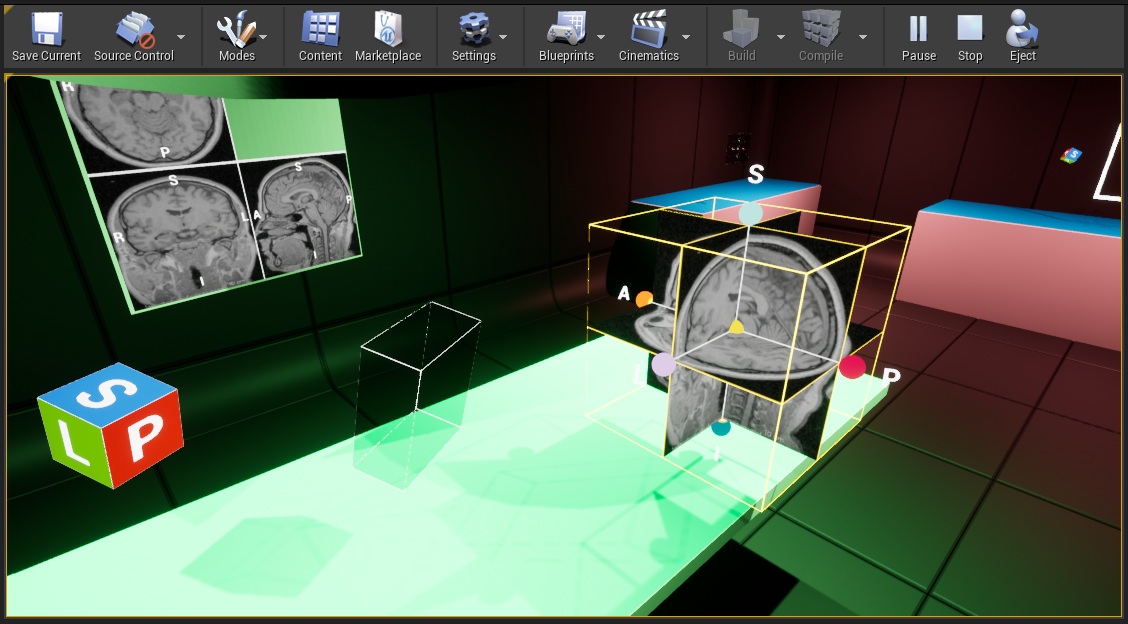 Save Current Source Control Modes Content Marketplace Settings Blueprints Cinematics Build Compile Pause Stop Eject
R
P
S
S
L A
P
R
I
I
S
S
A
L
P
I
S
L P